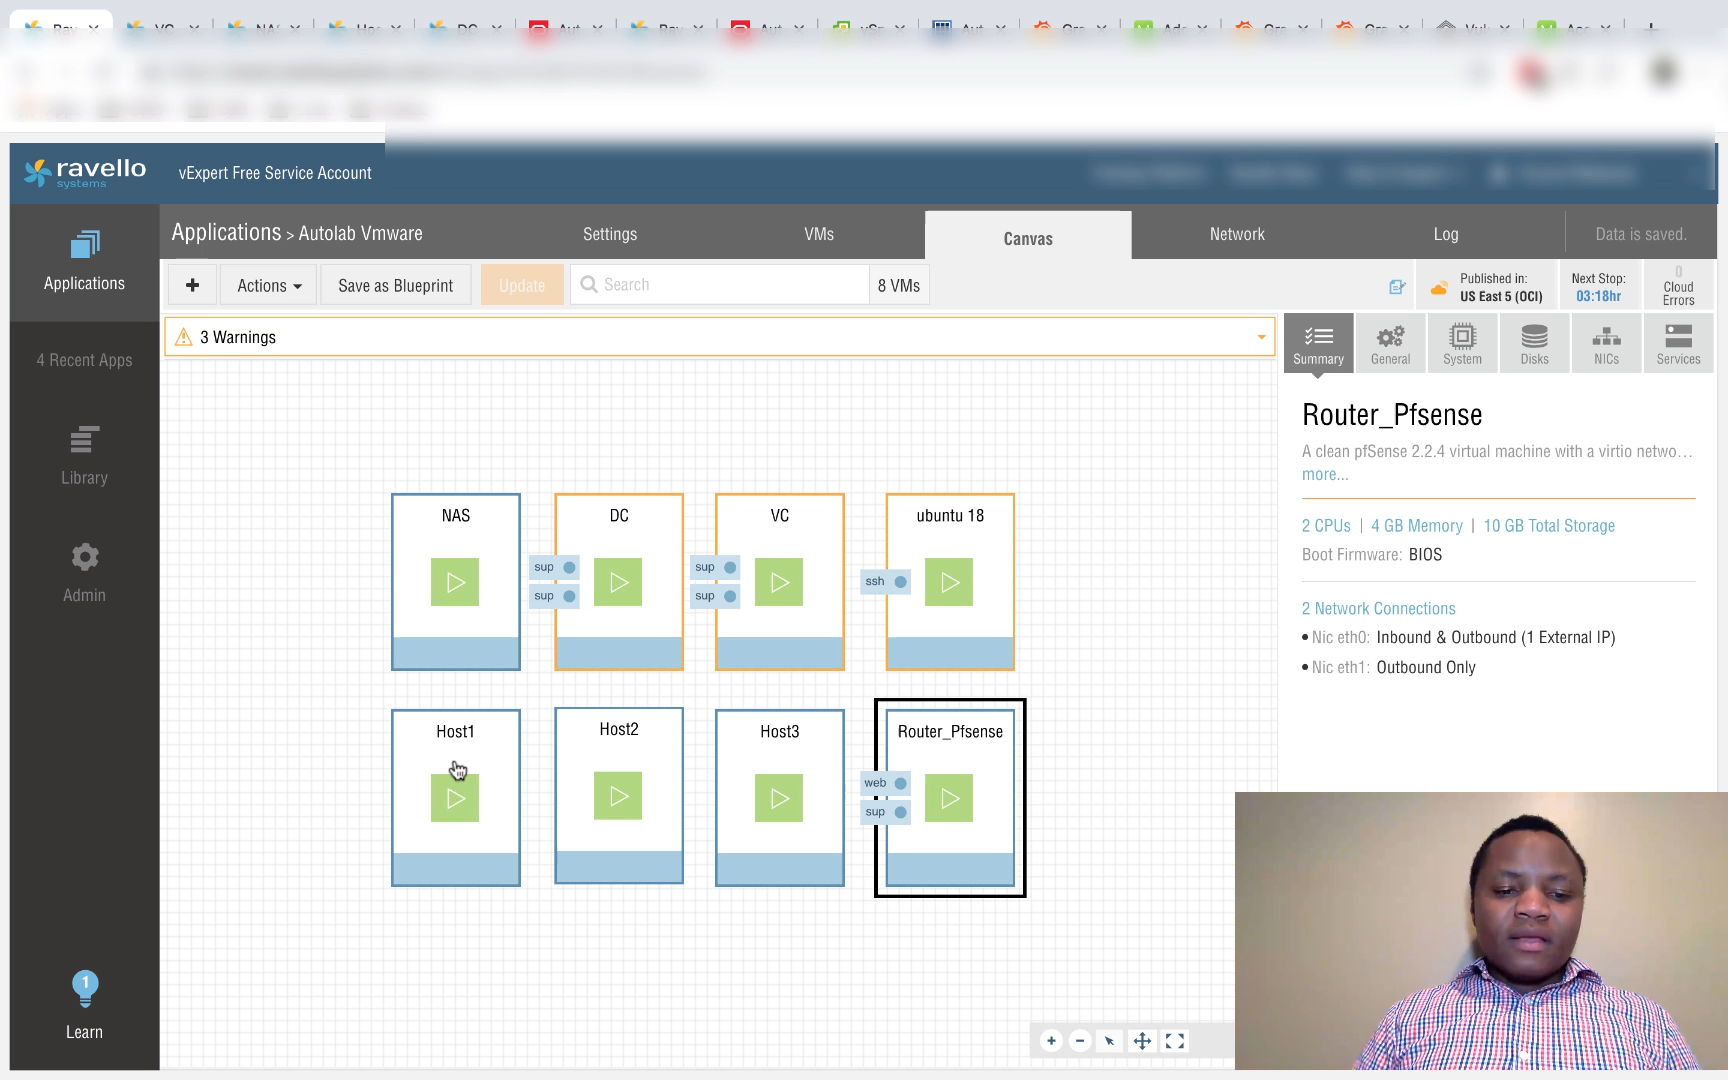 ravello
systems
vExpert Free Service Account
Applications > Autolab Vmware
Settings
VMs
Canvas
Network
Log
Data is saved.
Applications
4 Recent Apps
Library
Admin
1
Learn
+
Actions
Save as Blueprint
Update
Search
8 VMs
Published in:
US East 5 (OCI)
Next Stop:
03:18hr
0
Cloud
Errors
3 Warnings
NAS
DC
sup
sup
VC
sup
sup
ubuntu 18
ssh
Host1
Host2
Host3
Router_Pfsense
web
sup
Summary
General
System
Disks
NICs
Services
Router_Pfsense
A clean pfSense 2.2.4 virtual machine with a virtio netwo...
more...
2 CPUs | 4 GB Memory | 10 GB Total Storage
Boot Firmware: BIOS
2 Network Connections
• Nic eth0: Inbound & Outbound (1 External IP)
• Nic eth1: Outbound Only